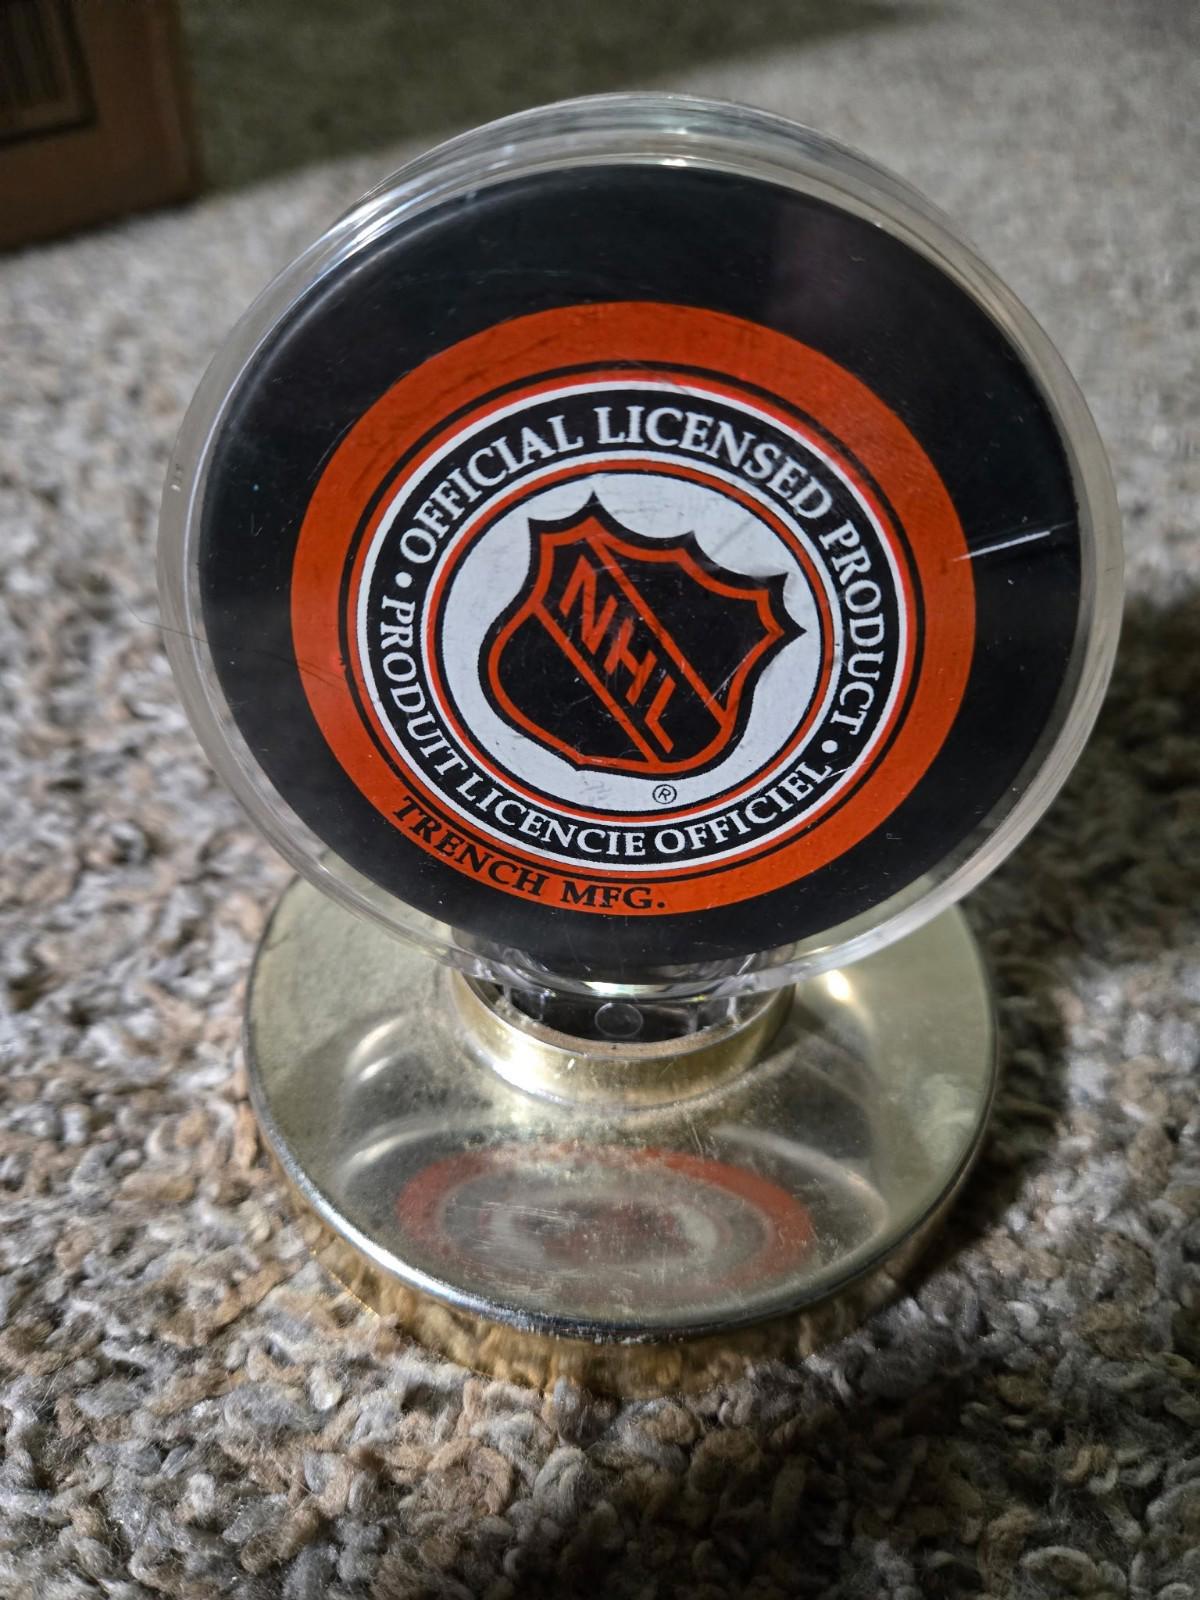 • OFFICIAL LICENSED PRODUCT •
PRODUIT LICENCIE OFFICIEL
NHL
®
TRENCH MFG.